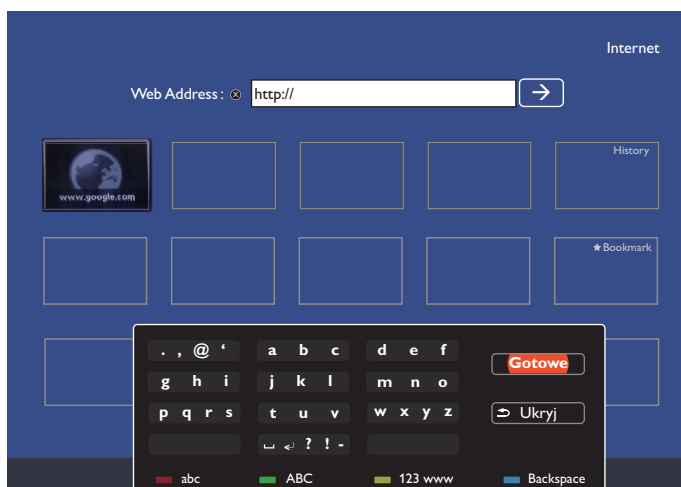 Internet
Web Address : ⊗ http:// →
www.google.com
History
★ Bookmark
. , @ ‘ a b c d e f
Gotowe
g h i j k l m n o
p q r s t u v w x y z
Ukryj
␣ ↵ ? ! -
abc ABC 123 www Backspace